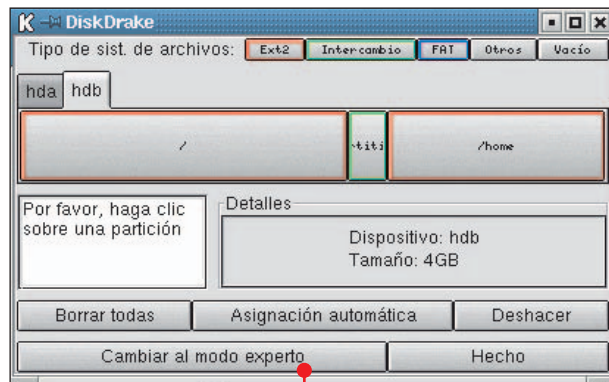 DiskDrake
Tipo de sist. de archivos: Ext2 Intercambio FAT Otros Vacío
hda hdb
/ titi /home
Por favor, haga clic
sobre una partición
Detalles
Dispositivo: hdb
Tamaño: 4GB
Borrar todas Asignación automática Deshacer
Cambiar al modo experto Hecho